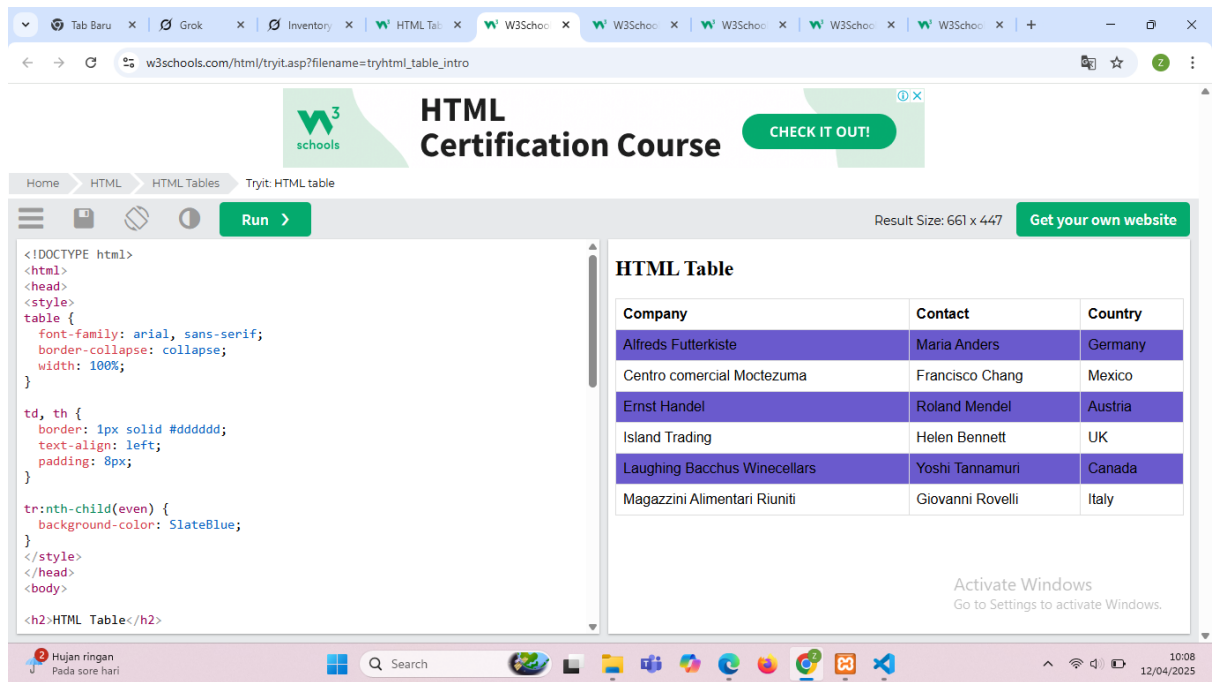 Tab Baru
Grok
Inventory
HTML Tab
W3Schoo
W3Schoo
W3Schoo
W3Schoo
W3Schoo
w3schools.com/html/tryit.asp?filename=tryhtml_table_intro
Z
W3
schools
HTML
Certification Course
CHECK IT OUT!
Home
HTML
HTML Tables
Tryit: HTML table
Run ❯
Result Size: 661 x 447
Get your own website
<!DOCTYPE html>
<html>
<head>
<style>
table {
  font-family: arial, sans-serif;
  border-collapse: collapse;
  width: 100%;
}

td, th {
  border: 1px solid #dddddd;
  text-align: left;
  padding: 8px;
}

tr:nth-child(even) {
  background-color: SlateBlue;
}
</style>
</head>
<body>

<h2>HTML Table</h2>
HTML Table
Company Contact Country
Alfreds Futterkiste Maria Anders Germany
Centro comercial Moctezuma Francisco Chang Mexico
Ernst Handel Roland Mendel Austria
Island Trading Helen Bennett UK
Laughing Bacchus Winecellars Yoshi Tannamuri Canada
Magazzini Alimentari Riuniti Giovanni Rovelli Italy
Activate Windows
Go to Settings to activate Windows.
2
Hujan ringan
Pada sore hari
Search
Z
10:08
12/04/2025